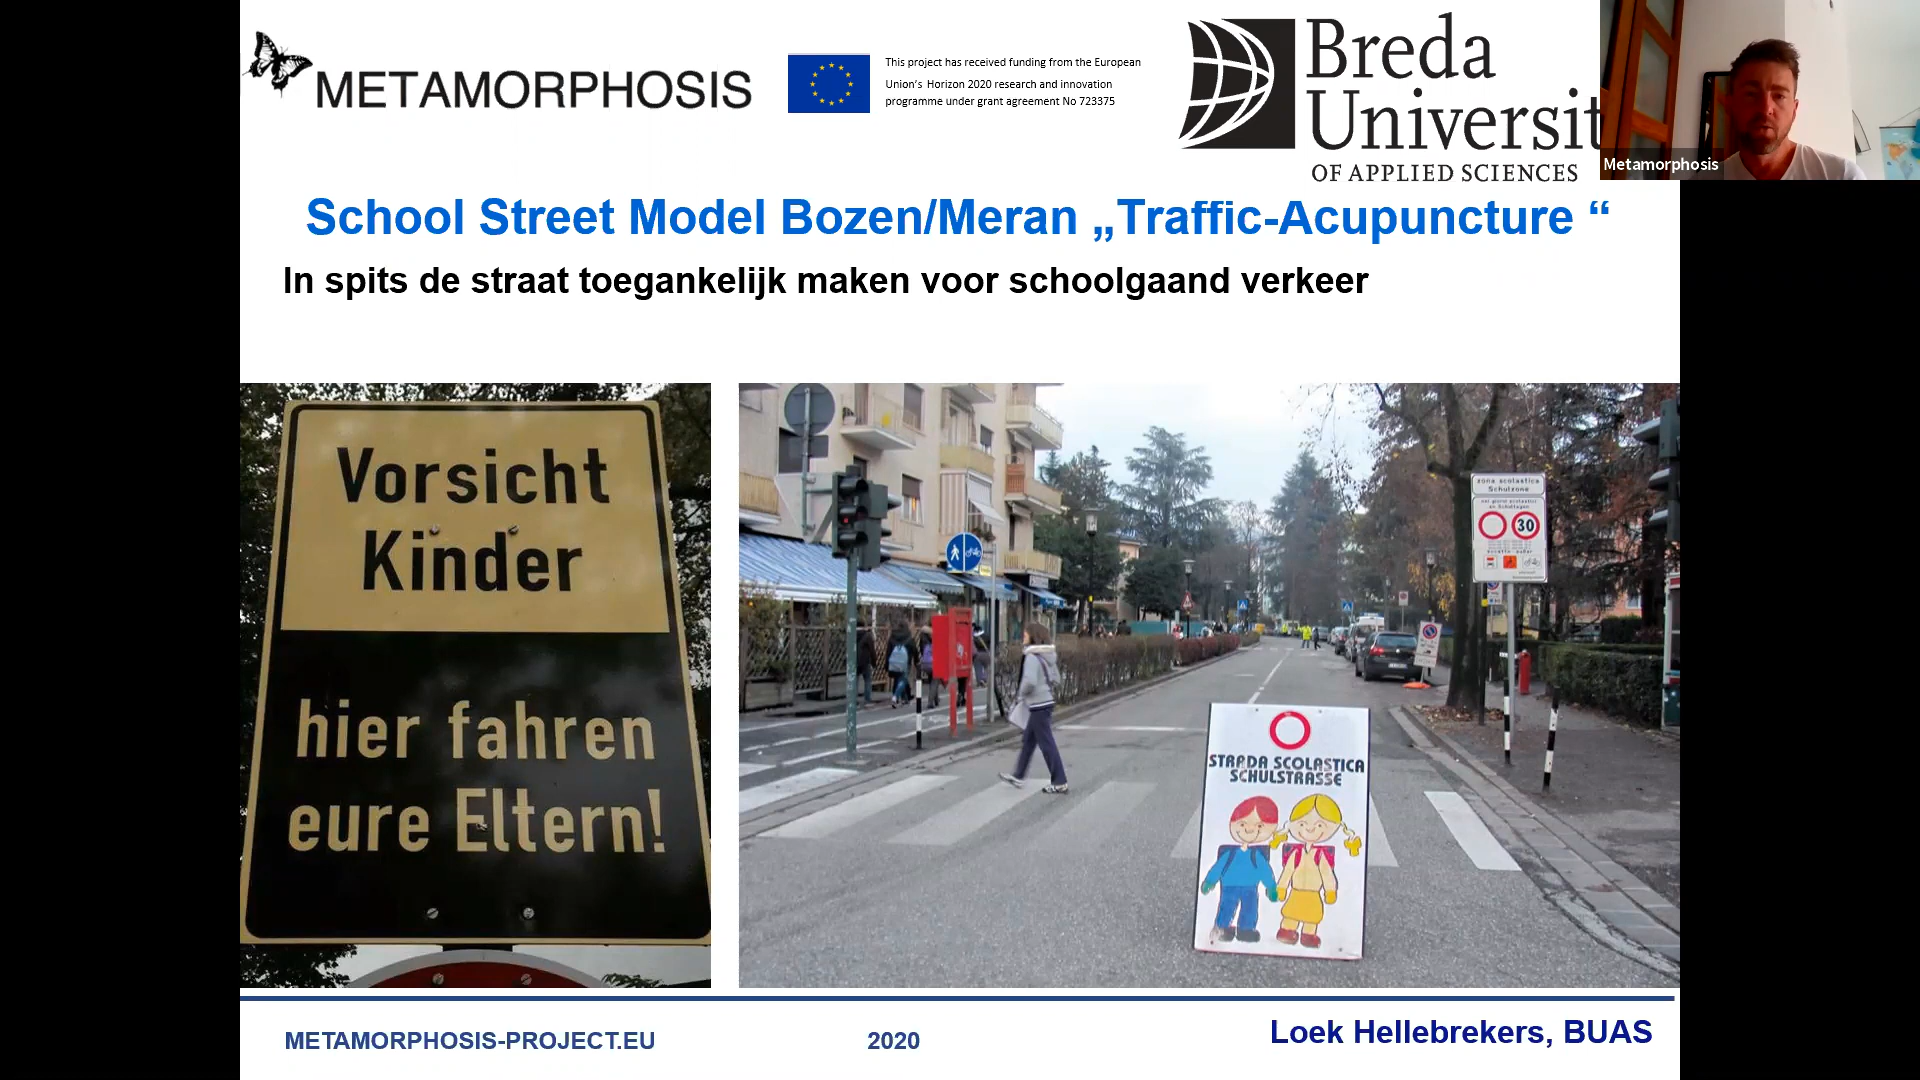 METAMORPHOSIS
This project has received funding from the European
Union's Horizon 2020 research and innovation
programme under grant agreement No 723375
Breda
Universit
OF APPLIED SCIENCES
Metamorphosis
School Street Model Bozen/Meran „Traffic-Acupuncture “
In spits de straat toegankelijk maken voor schoolgaand verkeer
Vorsicht
Kinder
hier fahren
eure Eltern!
zona scolastica
Schulzone
30
STRADA SCOLASTICA
SCHULSTRASSE
METAMORPHOSIS-PROJECT.EU
2020
Loek Hellebrekers, BUAS